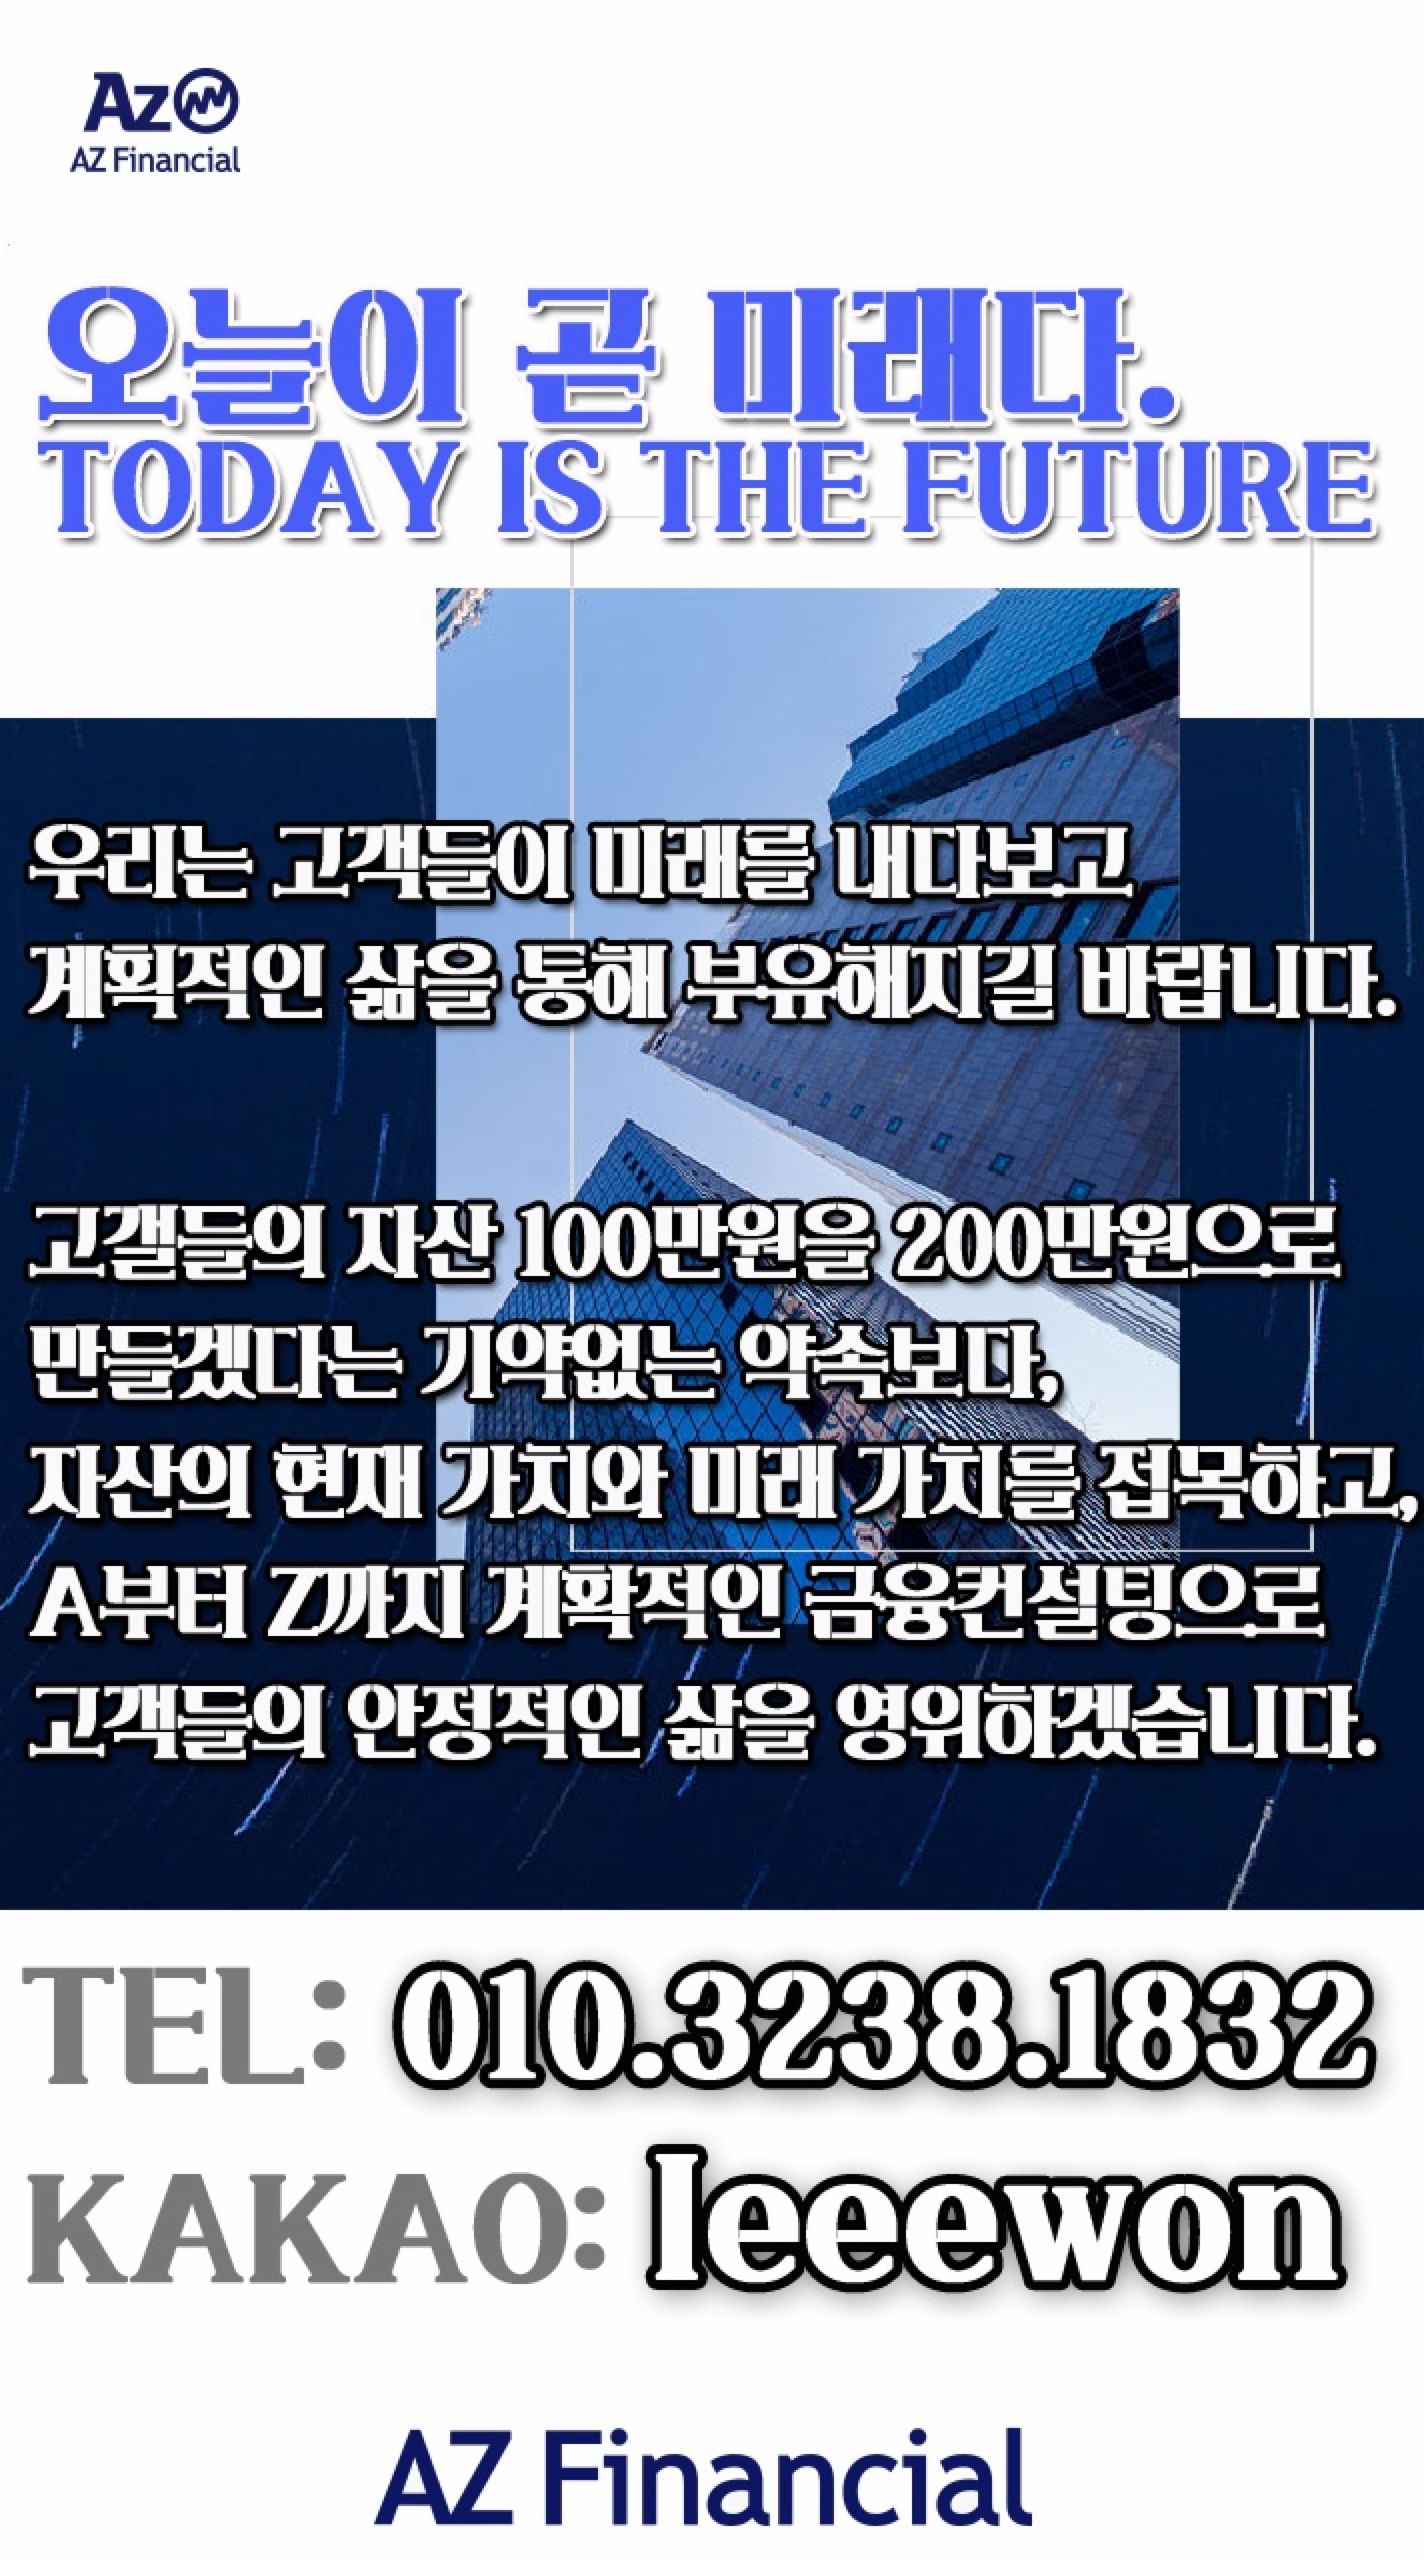 Az
AZ Financial
오늘이 곧 미래다.
TODAY IS THE FUTURE
우리는 고객들이 미래를 내다보고
계획적인 삶을 통해 부유해지길 바랍니다.
고갤들의 자산 100만원을 200만원으로
만들겠다는 기약없는 약속보다,
자산의 현재 가치와 미래 가치를 접목하고,
A부터 Z까지 계확적인 금융컨설팅으로
고객들의 안정적인 삶을 영위하겠습니다.
TEL: 010.3238.1832
KAKAO: leeewon
AZ Financial